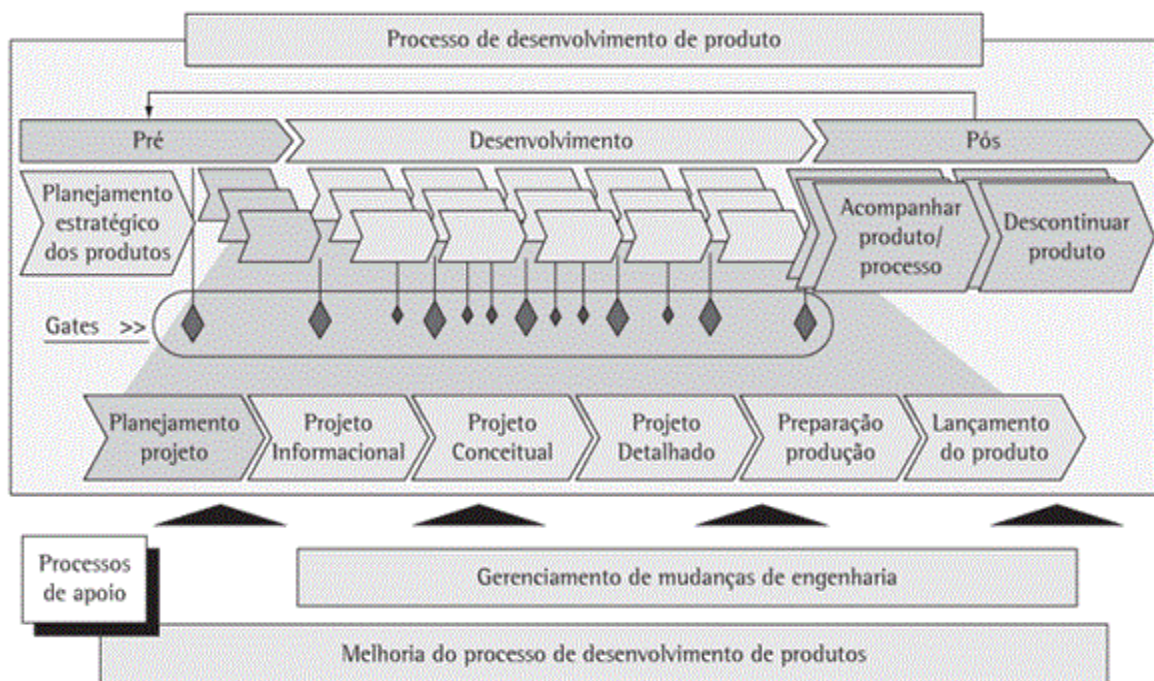 Processo de desenvolvimento de produto
Pré
Desenvolvimento
Pós
Planejamento
estratégico
dos produtos
Acompanhar
produto/
processo
Descontinuar
produto
Gates >>
Planejamento
projeto
Projeto
Informacional
Projeto
Conceitual
Projeto
Detalhado
Preparação
produção
Lançamento
do produto
Processos
de apoio
Gerenciamento de mudanças de engenharia
Melhoria do processo de desenvolvimento de produtos